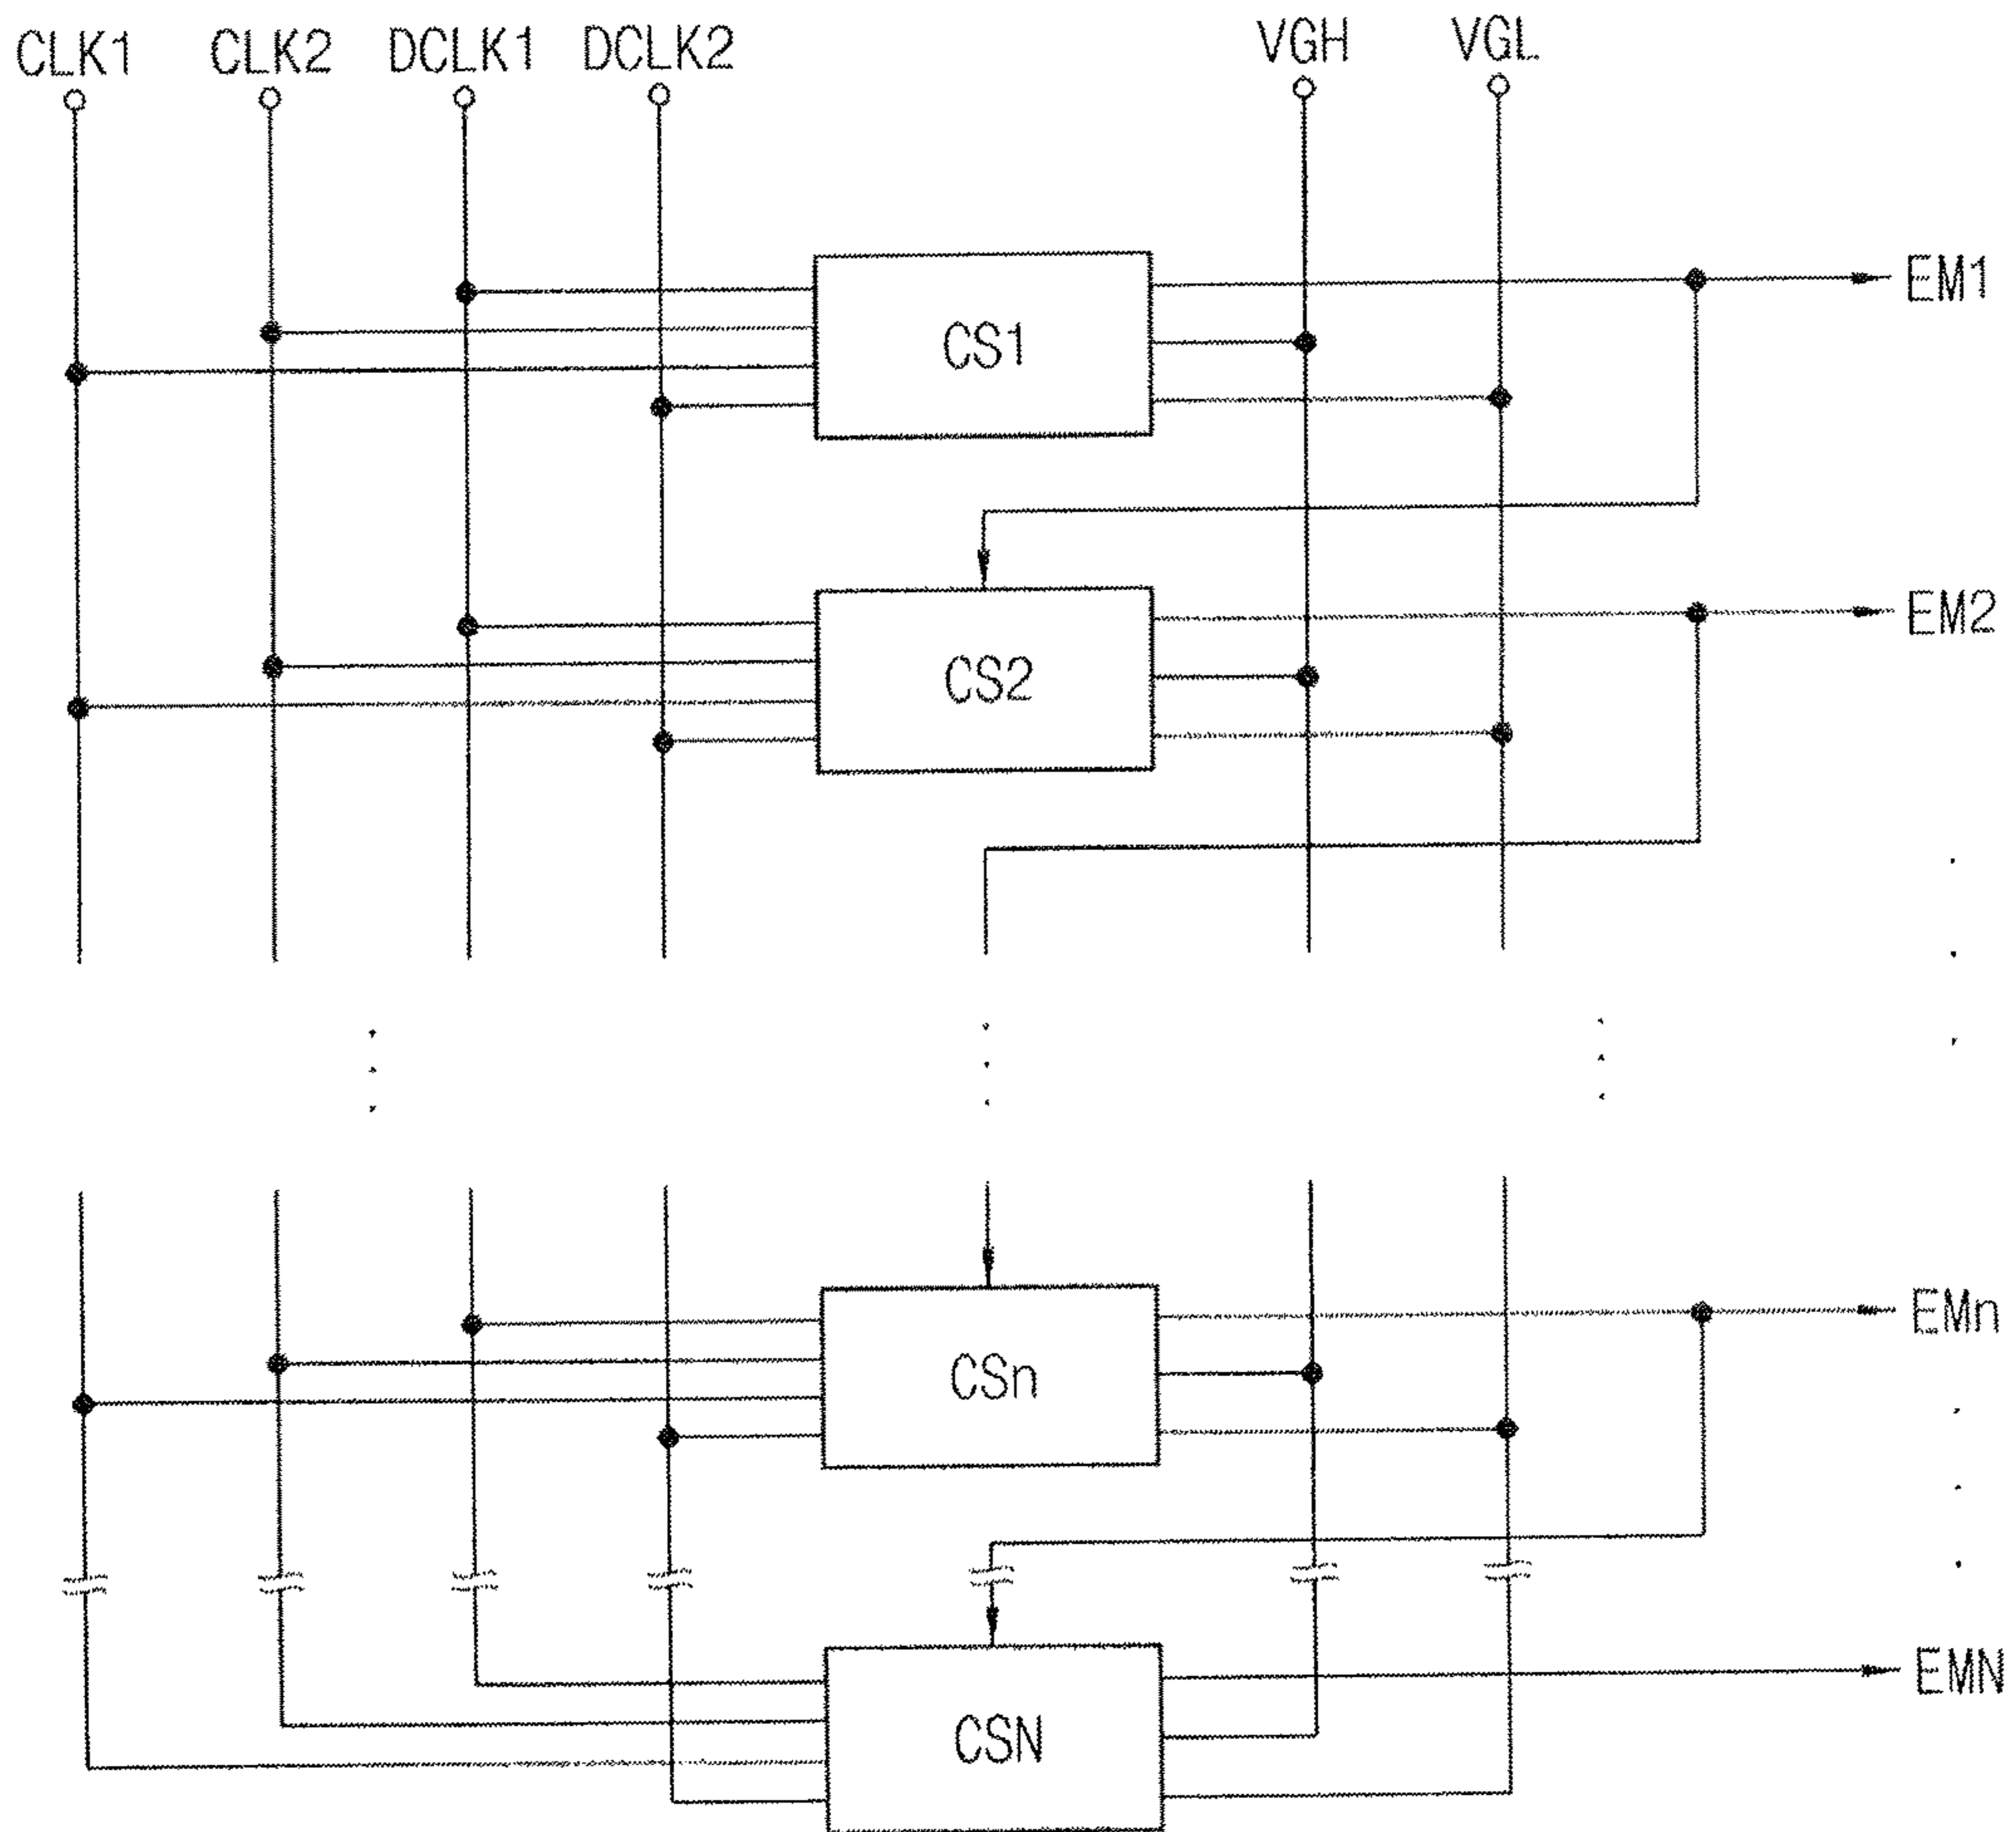 CLK1 CLK2 DCLK1 DCLK2 VGH VGL
CS1
EM1
CS2
EM2
CSn
EMn
CSN
EMN